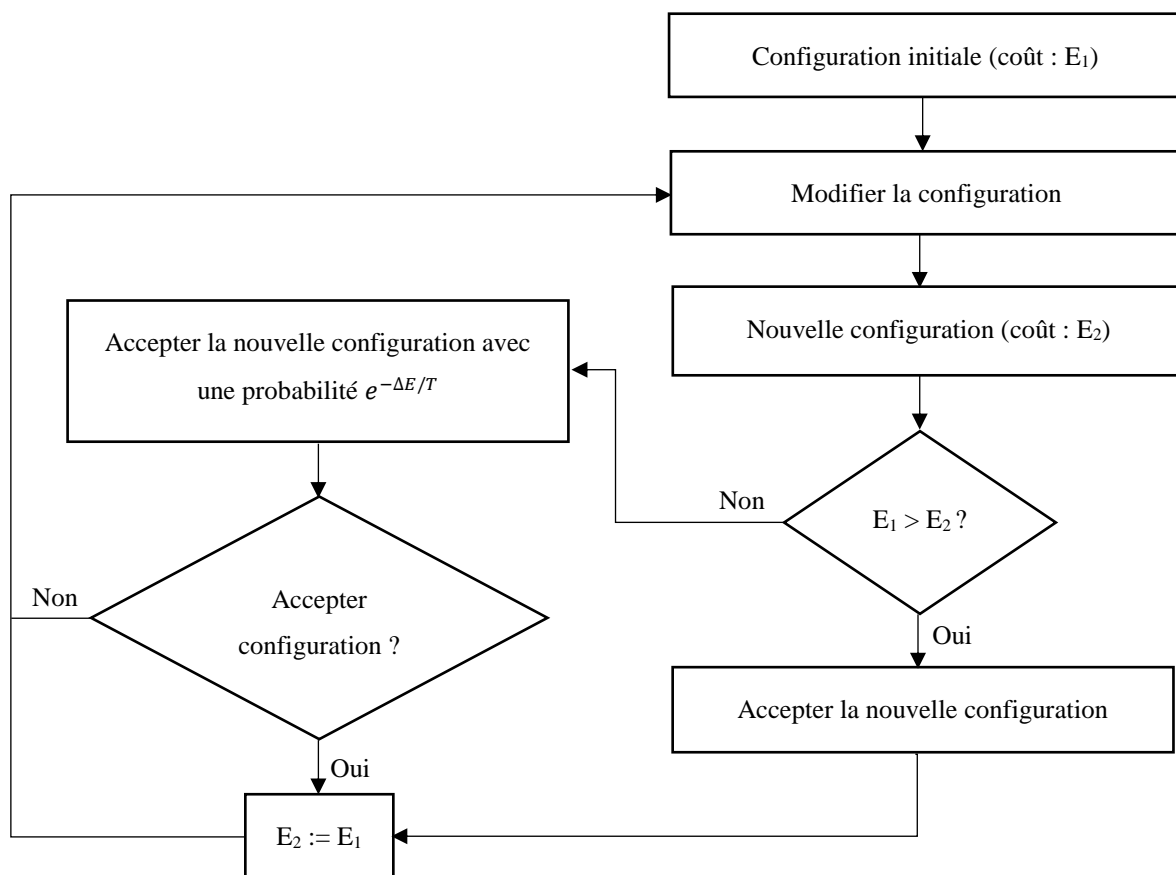 Configuration initiale (coût : E₁)
Modifier la configuration
Nouvelle configuration (coût : E₂)
Accepter la nouvelle configuration avec
une probabilité e^{−ΔE/T}
Non
E₁ > E₂ ?
Non
Accepter
configuration ?
Oui
Accepter la nouvelle configuration
Oui
E₂ := E₁